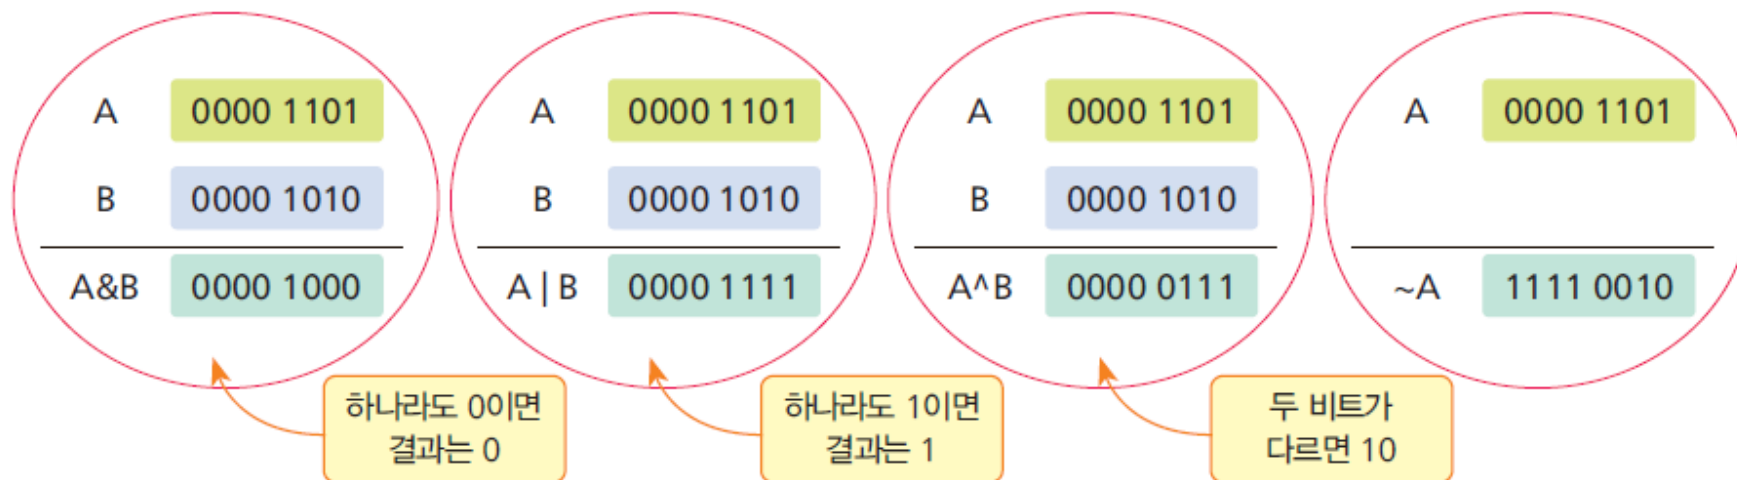 A 0000 1101
B 0000 1010
A&B 0000 1000
하나라도 0이면
결과는 0
A 0000 1101
B 0000 1010
A | B 0000 1111
하나라도 1이면
결과는 1
A 0000 1101
B 0000 1010
A^B 0000 0111
두 비트가
다르면 10
A 0000 1101
~A 1111 0010